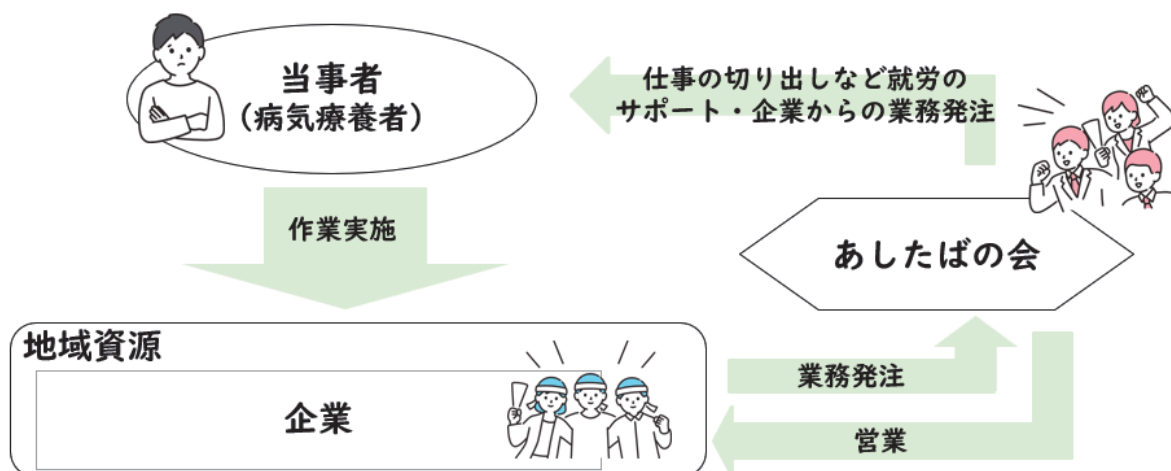 当事者
（病気療養者）
仕事の切り出しなど就労の
サポート・企業からの業務発注
作業実施
あしたばの会
地域資源
企業
業務発注
営業